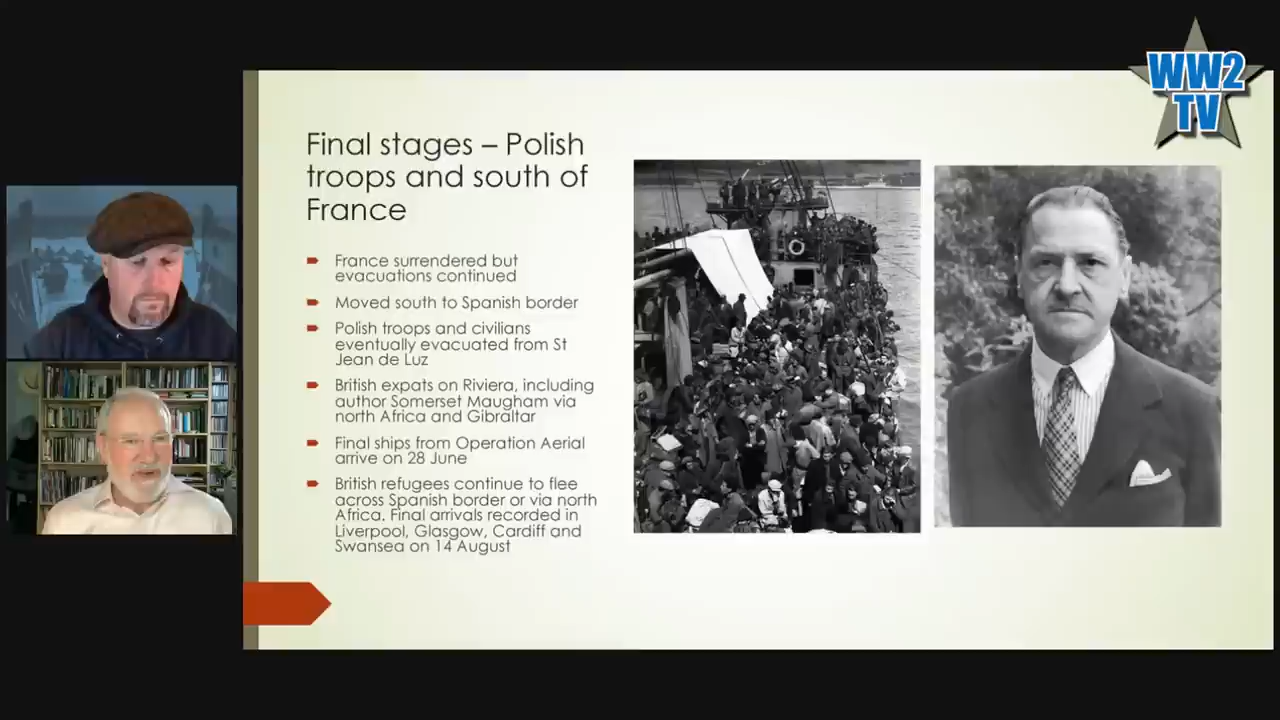 WW2
TV
Final stages – Polish
troops and south of
France
France surrendered but
evacuations continued
Moved south to Spanish border
Polish troops and civilians
eventually evacuated from St
Jean de Luz
British expats on Riviera, including
author Somerset Maugham via
north Africa and Gibraltar
Final ships from Operation Aerial
arrive on 28 June
British refugees continue to flee
across Spanish border or via north
Africa. Final arrivals recorded in
Liverpool, Glasgow, Cardiff and
Swansea on 14 August